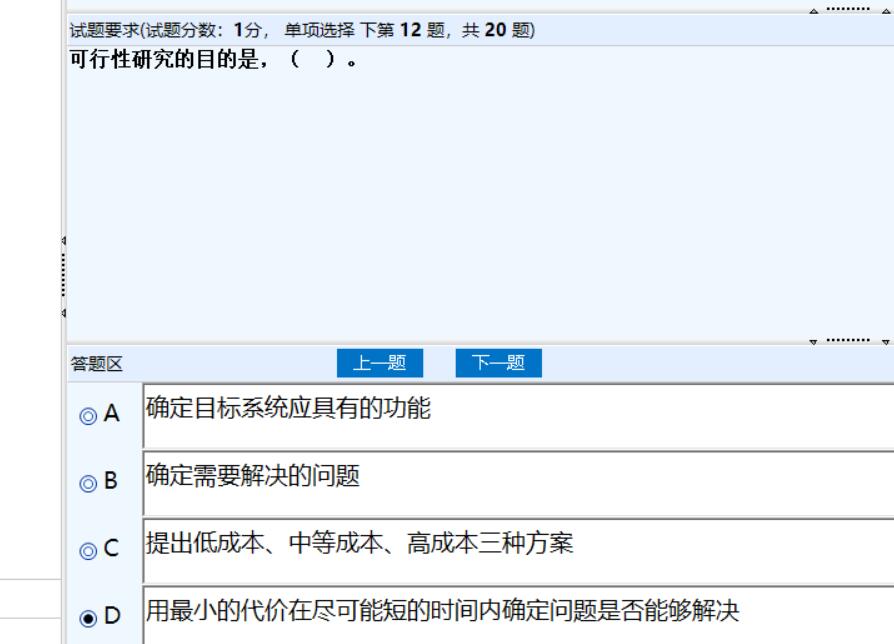 试题要求(试题分数：1分， 单项选择 下第 12 题，共 20 题)
可行性研究的目的是，（ ）。
答题区 上一题 下一题
A 确定目标系统应具有的功能
B 确定需要解决的问题
C 提出低成本、中等成本、高成本三种方案
D 用最小的代价在尽可能短的时间内确定问题是否能够解决